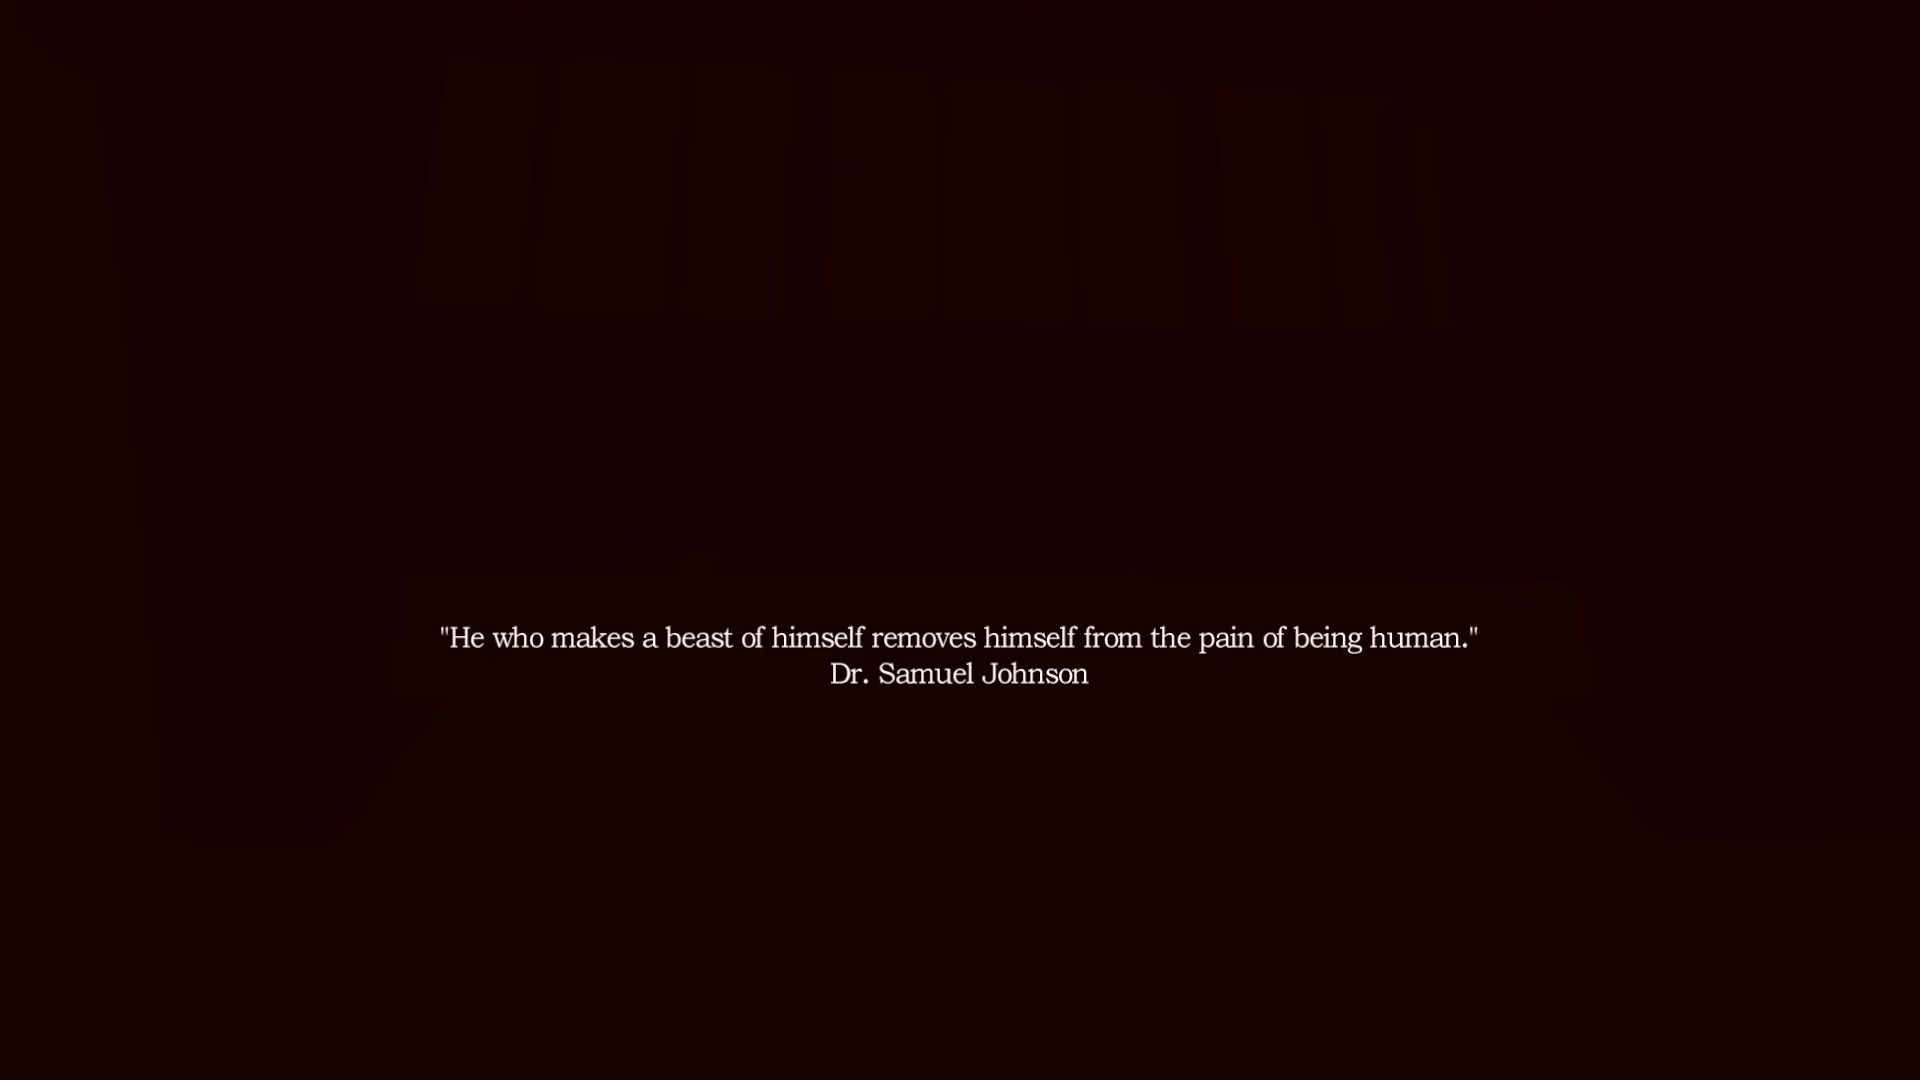 "He who makes a beast of himself removes himself from the pain of being human."
Dr. Samuel Johnson